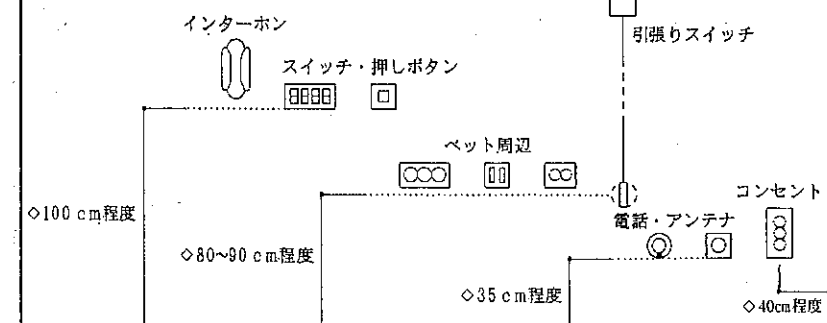 インターホン
引張りスイッチ
スイッチ・押しボタン
ベット周辺
コンセント
◇100cm程度
電話・アンテナ
◇80~90cm程度
◇35cm程度
◇40cm程度